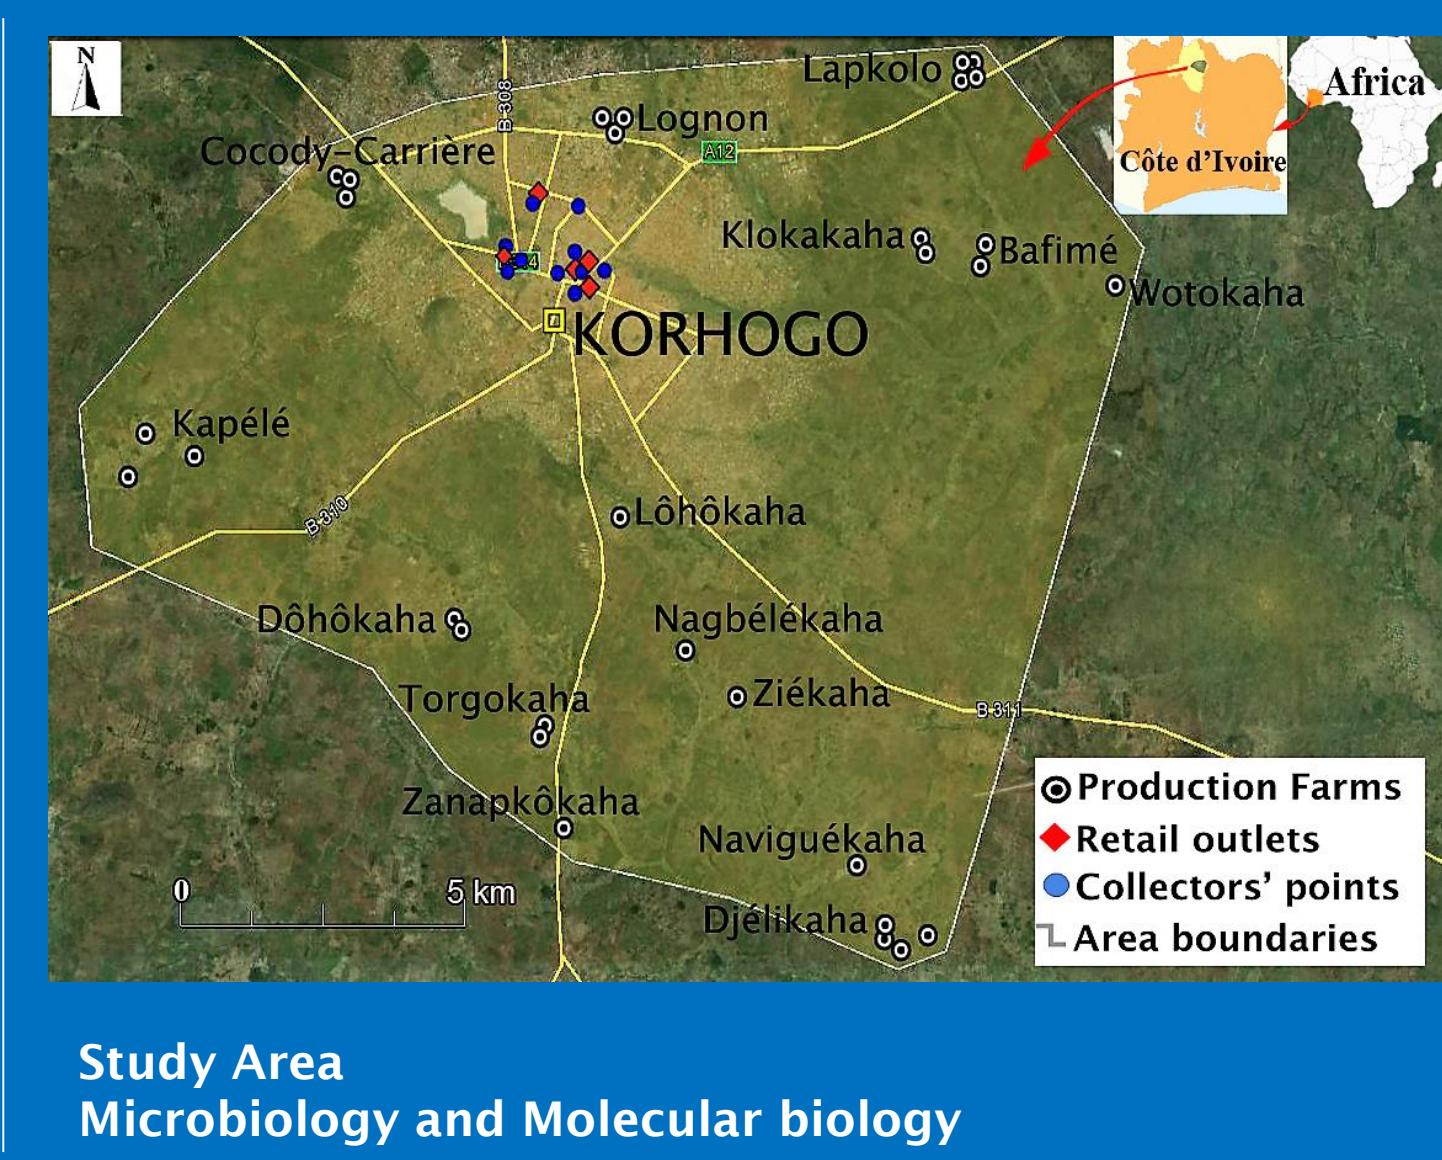 N
B 308
Lapkolo
Africa
Lognon
Cocody-Carrière
A12
Côte d'Ivoire
Klokakaha
Bafimé
Wotokaha
KORHOGO
Kapélé
B 310
Lôhôkaha
Dôhôkaha
Nagbélékaha
Torgokaha
Ziékaha
B 311
Zanapkôkaha
Naviguékaha
Djélikaha
0
5 km
Production Farms
Retail outlets
Collectors' points
Area boundaries
Study Area
Microbiology and Molecular biology